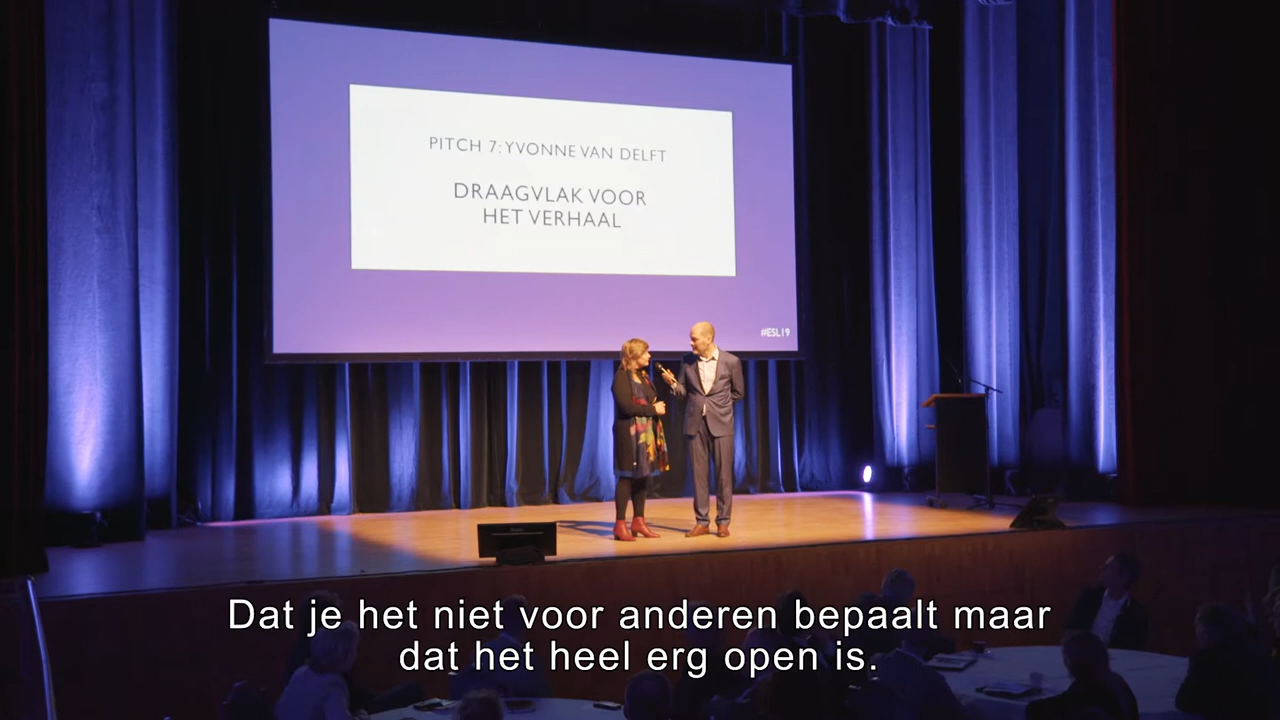 PITCH 7: YVONNE VAN DELFT
DRAAGVLAK VOOR
HET VERHAAL
#ESL19
Dat je het niet voor anderen bepaalt maar
dat het heel erg open is.